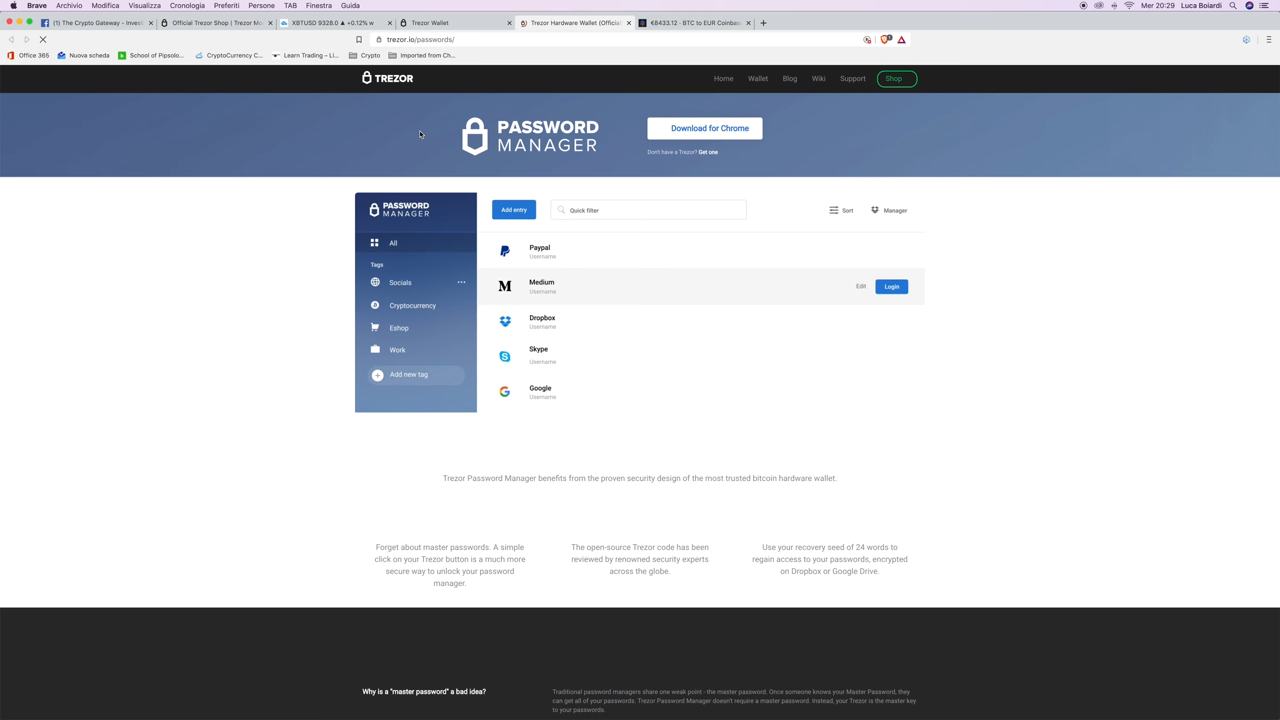 Brave Archivio Modifica Visualizza Cronologia Preferiti Persone TAB Finestra Guida Mer 20:29 Luca Boiardi
(1) The Crypto Gateway - Invest Official Trezor Shop | Trezor Mo XBTUSD 9328.0 ▲ +0.12% w Trezor Wallet Trezor Hardware Wallet (Official €8433.12 - BTC to EUR Coinbas
trezor.io/passwords/
Office 365 Nuova scheda School of Pipsolo... CryptoCurrency C... Learn Trading – Li... Crypto Imported from Ch...
TREZOR Home Wallet Blog Wiki Support Shop
PASSWORD
MANAGER
Download for Chrome
Don't have a Trezor? Get one
PASSWORD
MANAGER
Add entry Quick filter Sort Manager
All
Tags
Socials
Cryptocurrency
Eshop
Work
Add new tag
Paypal
Username
Medium
Username
Edit Login
Dropbox
Username
Skype
Username
Google
Username
Trezor Password Manager benefits from the proven security design of the most trusted bitcoin hardware wallet.
Forget about master passwords. A simple
click on your Trezor button is a much more
secure way to unlock your password
manager.
The open-source Trezor code has been
reviewed by renowned security experts
across the globe.
Use your recovery seed of 24 words to
regain access to your passwords, encrypted
on Dropbox or Google Drive.
Why is a "master password" a bad idea?
Traditional password managers share one weak point - the master password. Once someone knows your Master Password, they
can get all of your passwords. Trezor Password Manager doesn't require a master password. Instead, your Trezor is the master key
to your passwords.